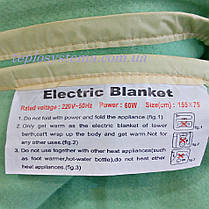 Electric Blanket
Rated voltage : 220V~50Hz Power : 60W Size(cm) : 155×75
1. Do not fold with power and fold the appliance.(fig.1)
2. Only get warm as the electric blanket of lower
berth,can't wrap up the body and get warm.Not for
any other uses.(fig.2)
3. Do not use together with other heat appliances(such
as foot warmer,hot-water bottle),do not heat other
heat appliances.(fig.3)